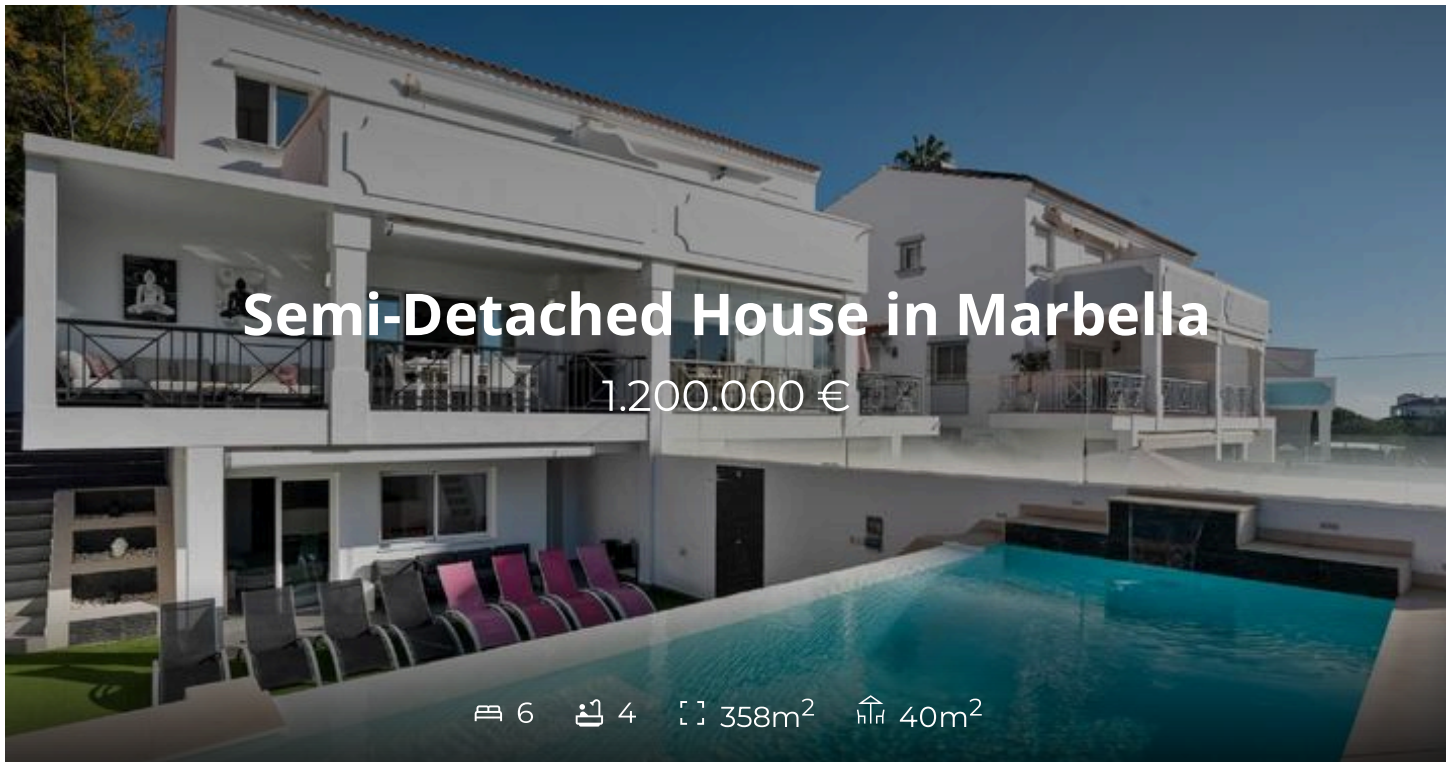 Semi-Detached House in Marbella
1.200.000 €
6 4 358m² 40m²